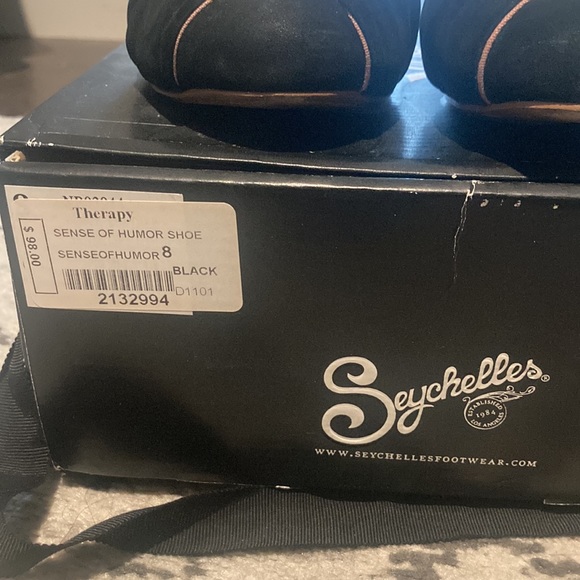 Therapy
$ 98.00
SENSE OF HUMOR SHOE
SENSEOFHUMOR 8
BLACK
D1101
2132994
Seychelles®
ESTABLISHED
1984
LOS ANGELES
WWW.SEYCHELLESFOOTWEAR.COM